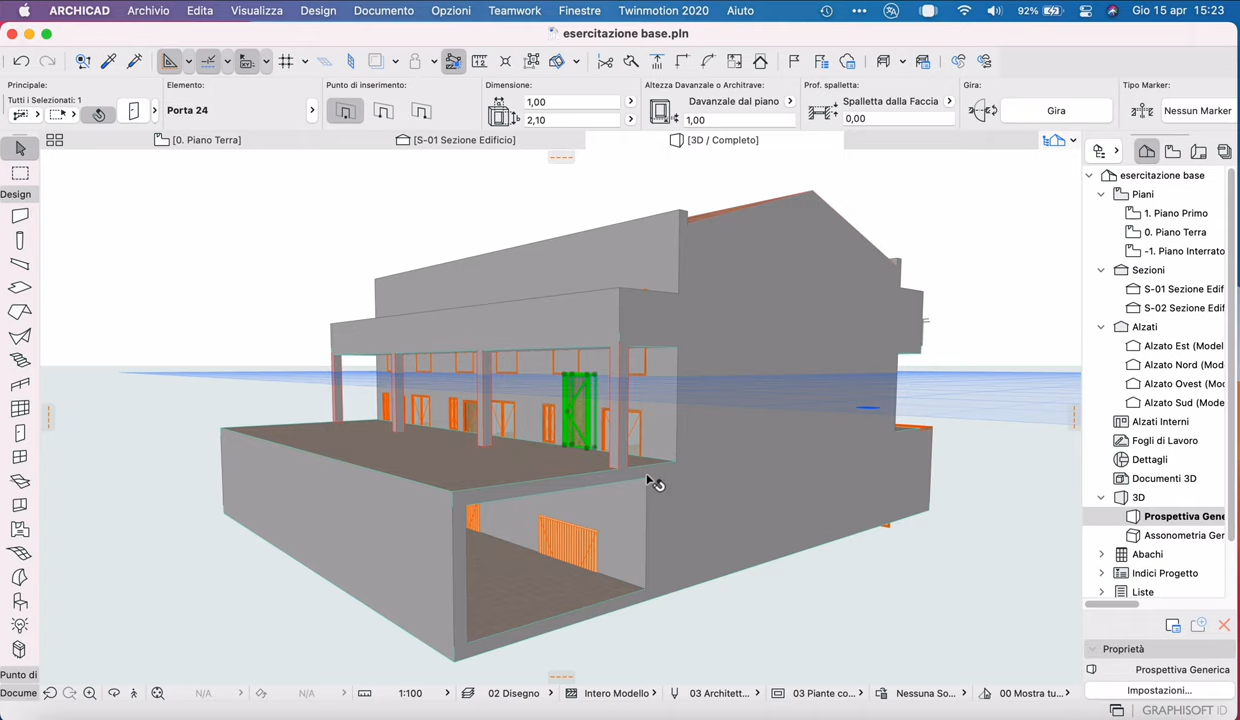 ARCHICAD Archivio Edita Visualizza Design Documento Opzioni Teamwork Finestre Twinmotion 2020 Aiuto 92% Gio 15 apr 15:23
esercitazione base.pln
Principale: Elemento: Punto di inserimento: Dimensione: Altezza Davanzale o Architrave: Prof. spalletta: Gira: Tipo Marker
Tutti i Selezionati: 1
Porta 24
1,00
2,10
Davanzale dal piano
1,00
Spalletta dalla Faccia
0,00
Gira
Nessun Marker
[0. Piano Terra] [S-01 Sezione Edificio] [3D / Completo]
Design
esercitazione base
Piani
1. Piano Primo
0. Piano Terra
-1. Piano Interrato
Sezioni
S-01 Sezione Edif
S-02 Sezione Edif
Alzati
Alzato Est (Model
Alzato Nord (Mod
Alzato Ovest (Moc
Alzato Sud (Mode
Alzati Interni
Fogli di Lavoro
Dettagli
Documenti 3D
3D
Prospettiva Gene
Assonometria Ger
Abachi
Indici Progetto
Liste
Proprietà
Prospettiva Generica
Impostazioni...
Punto di
Docume
N/A N/A 1:100 02 Disegno Intero Modello 03 Architett... 03 Piante co... Nessuna So... 00 Mostra tu...
GRAPHISOFT ID